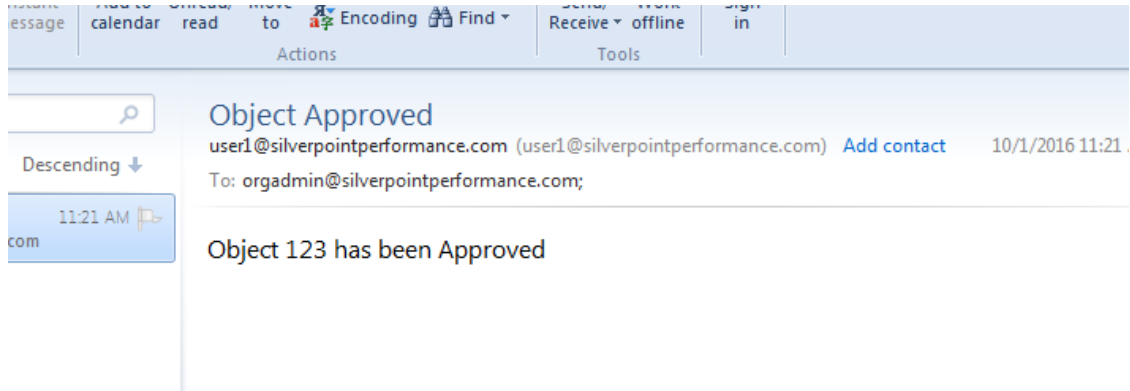 essage calendar read to Encoding Find Receive offline in
Actions Tools
Object Approved
user1@silverpointperformance.com (user1@silverpointperformance.com) Add contact 10/1/2016 11:21
Descending
To: orgadmin@silverpointperformance.com;
11:21 AM
com
Object 123 has been Approved